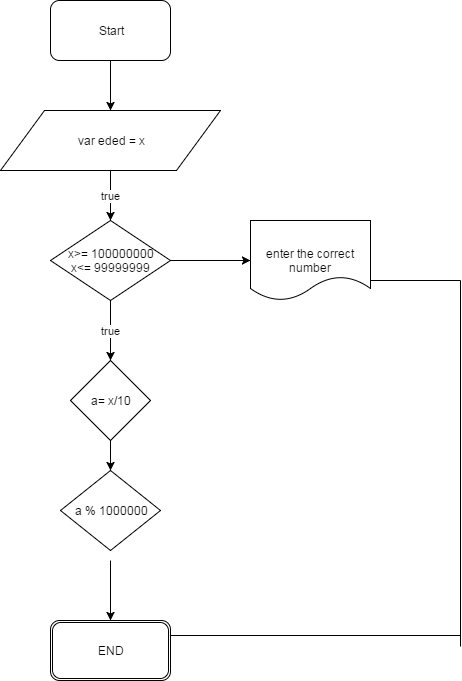 Start
var eded = x
true
x>= 100000000
x<= 99999999
enter the correct
number
true
a= x/10
a % 1000000
END